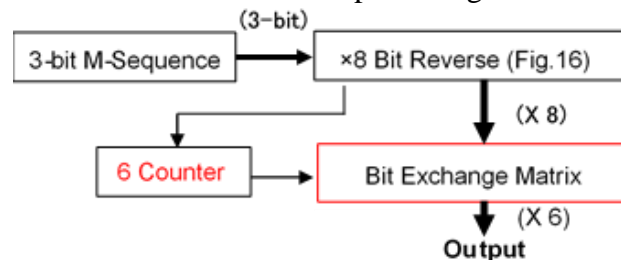 (3-bit)
3-bit M-Sequence
×8 Bit Reverse (Fig.16)
(X 8)
6 Counter
Bit Exchange Matrix
(X 6)
Output